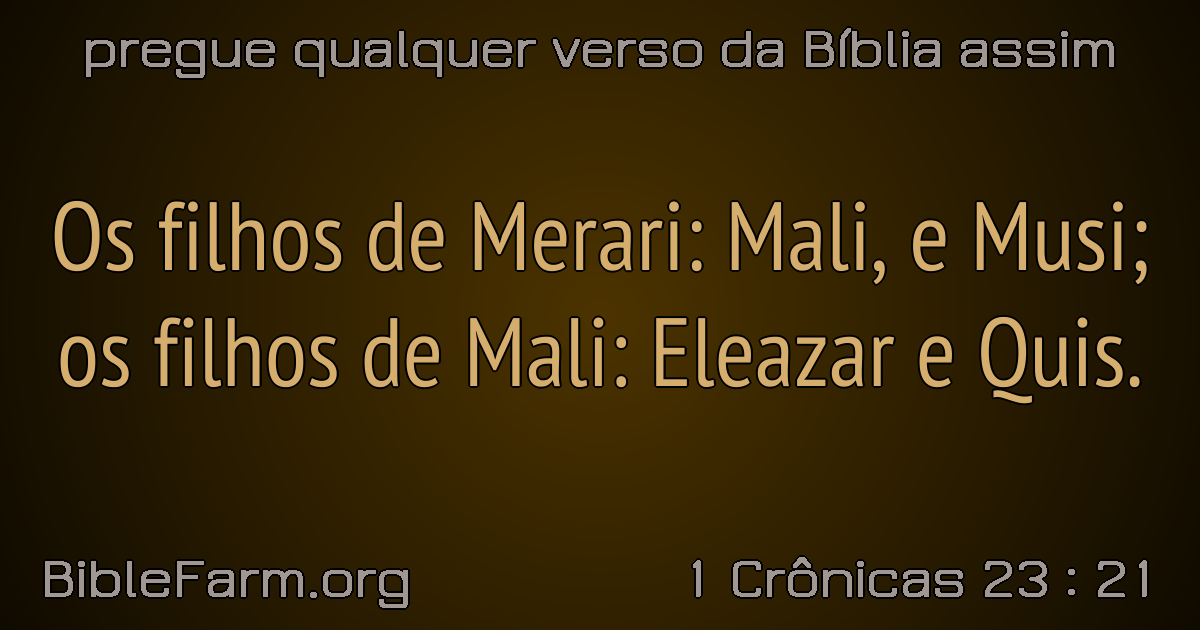 pregue qualquer verso da Bíblia assim
Os filhos de Merari: Mali, e Musi;
os filhos de Mali: Eleazar e Quis.
BibleFarm.org
1 Crônicas 23 : 21